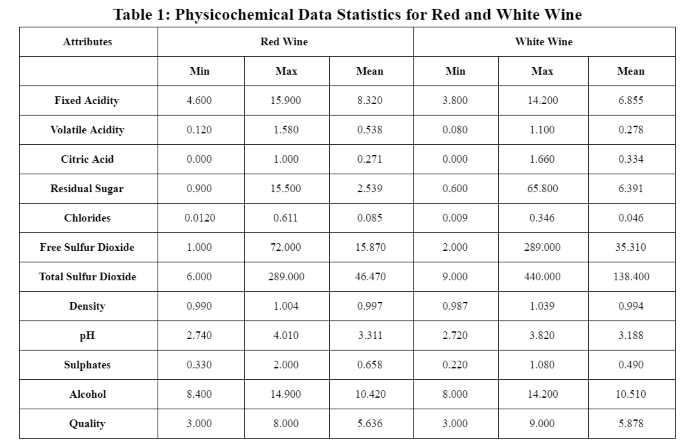 Table 1: Physicochemical Data Statistics for Red and White Wine
Attributes Red Wine White Wine
Min Max Mean Min Max Mean
Fixed Acidity 4.600 15.900 8.320 3.800 14.200 6.855
Volatile Acidity 0.120 1.580 0.538 0.080 1.100 0.278
Citric Acid 0.000 1.000 0.271 0.000 1.660 0.334
Residual Sugar 0.900 15.500 2.539 0.600 65.800 6.391
Chlorides 0.0120 0.611 0.085 0.009 0.346 0.046
Free Sulfur Dioxide 1.000 72.000 15.870 2.000 289.000 35.310
Total Sulfur Dioxide 6.000 289.000 46.470 9.000 440.000 138.400
Density 0.990 1.004 0.997 0.987 1.039 0.994
pH 2.740 4.010 3.311 2.720 3.820 3.188
Sulphates 0.330 2.000 0.658 0.220 1.080 0.490
Alcohol 8.400 14.900 10.420 8.000 14.200 10.510
Quality 3.000 8.000 5.636 3.000 9.000 5.878